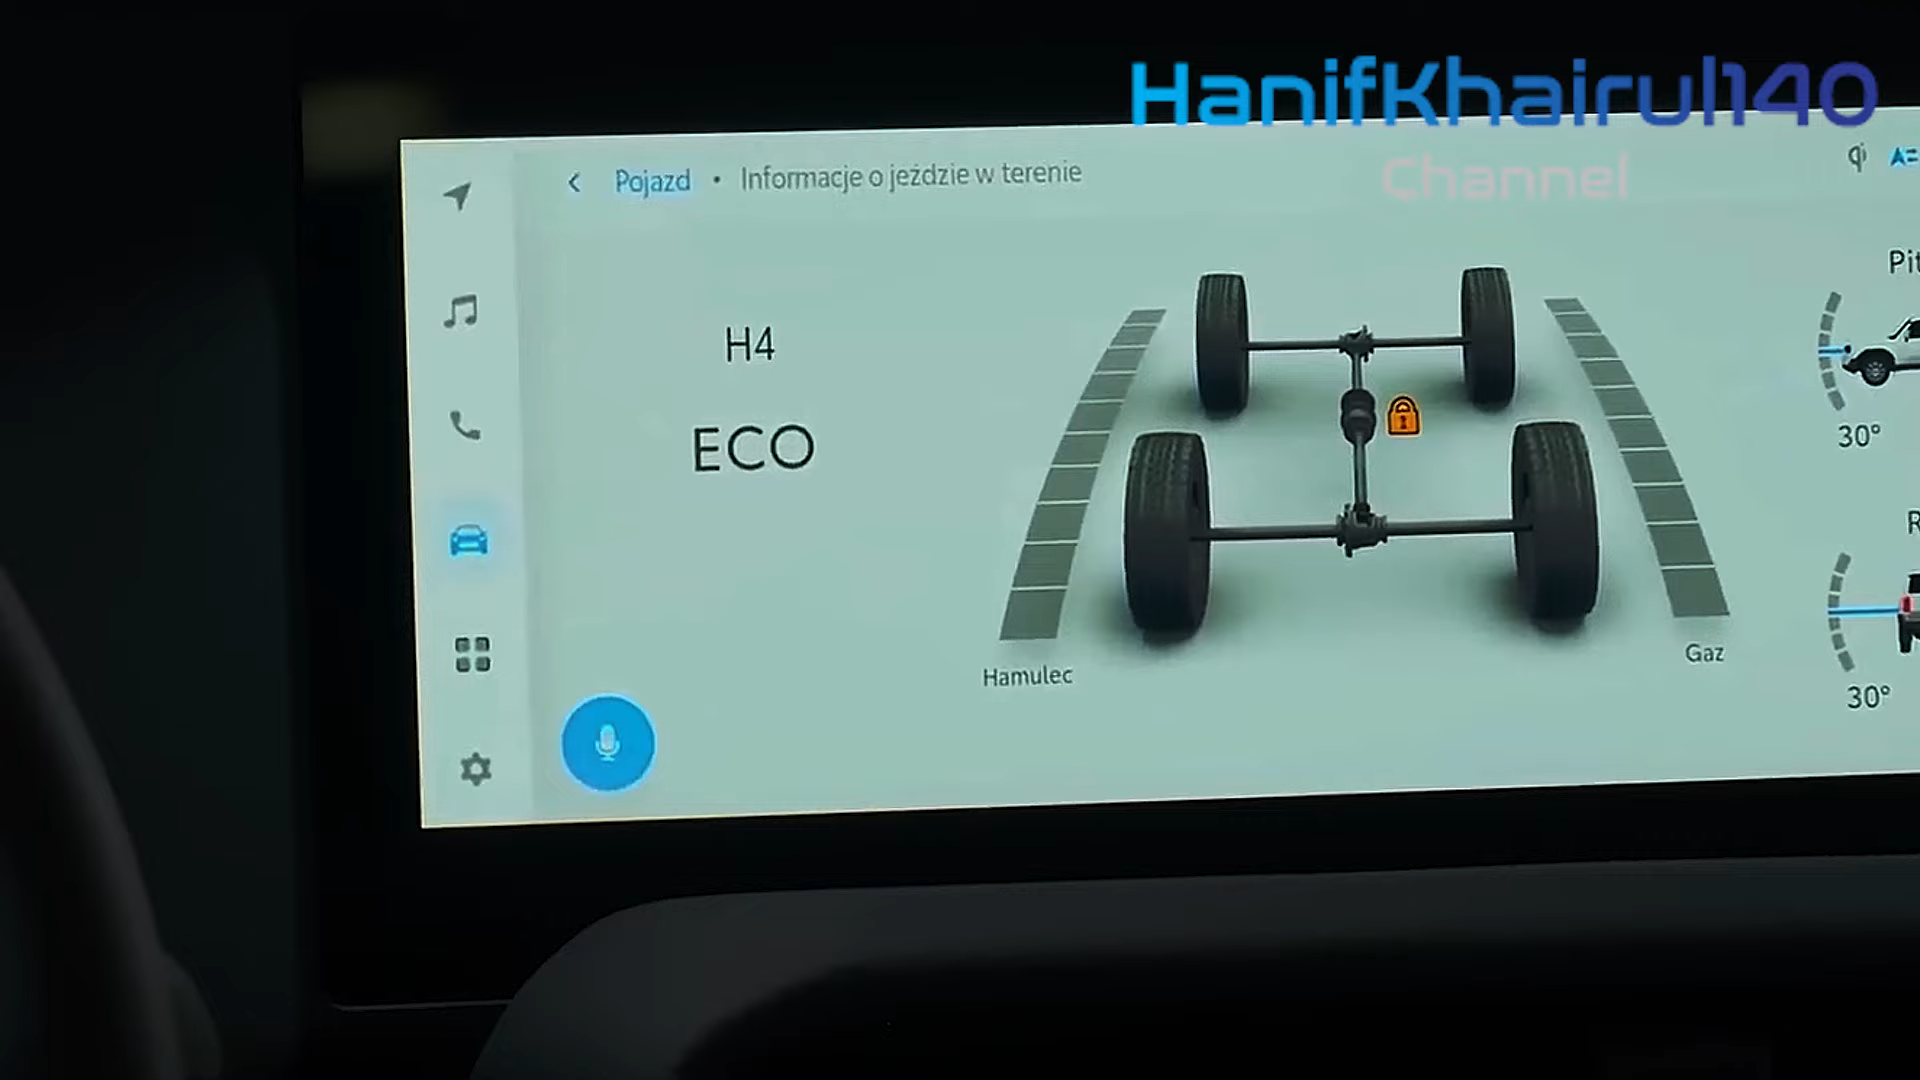 HanifKhairul140
Channel
Pojazd • Informacje o jeździe w terenie
H4
ECO
Hamulec
Gaz
30°
30°